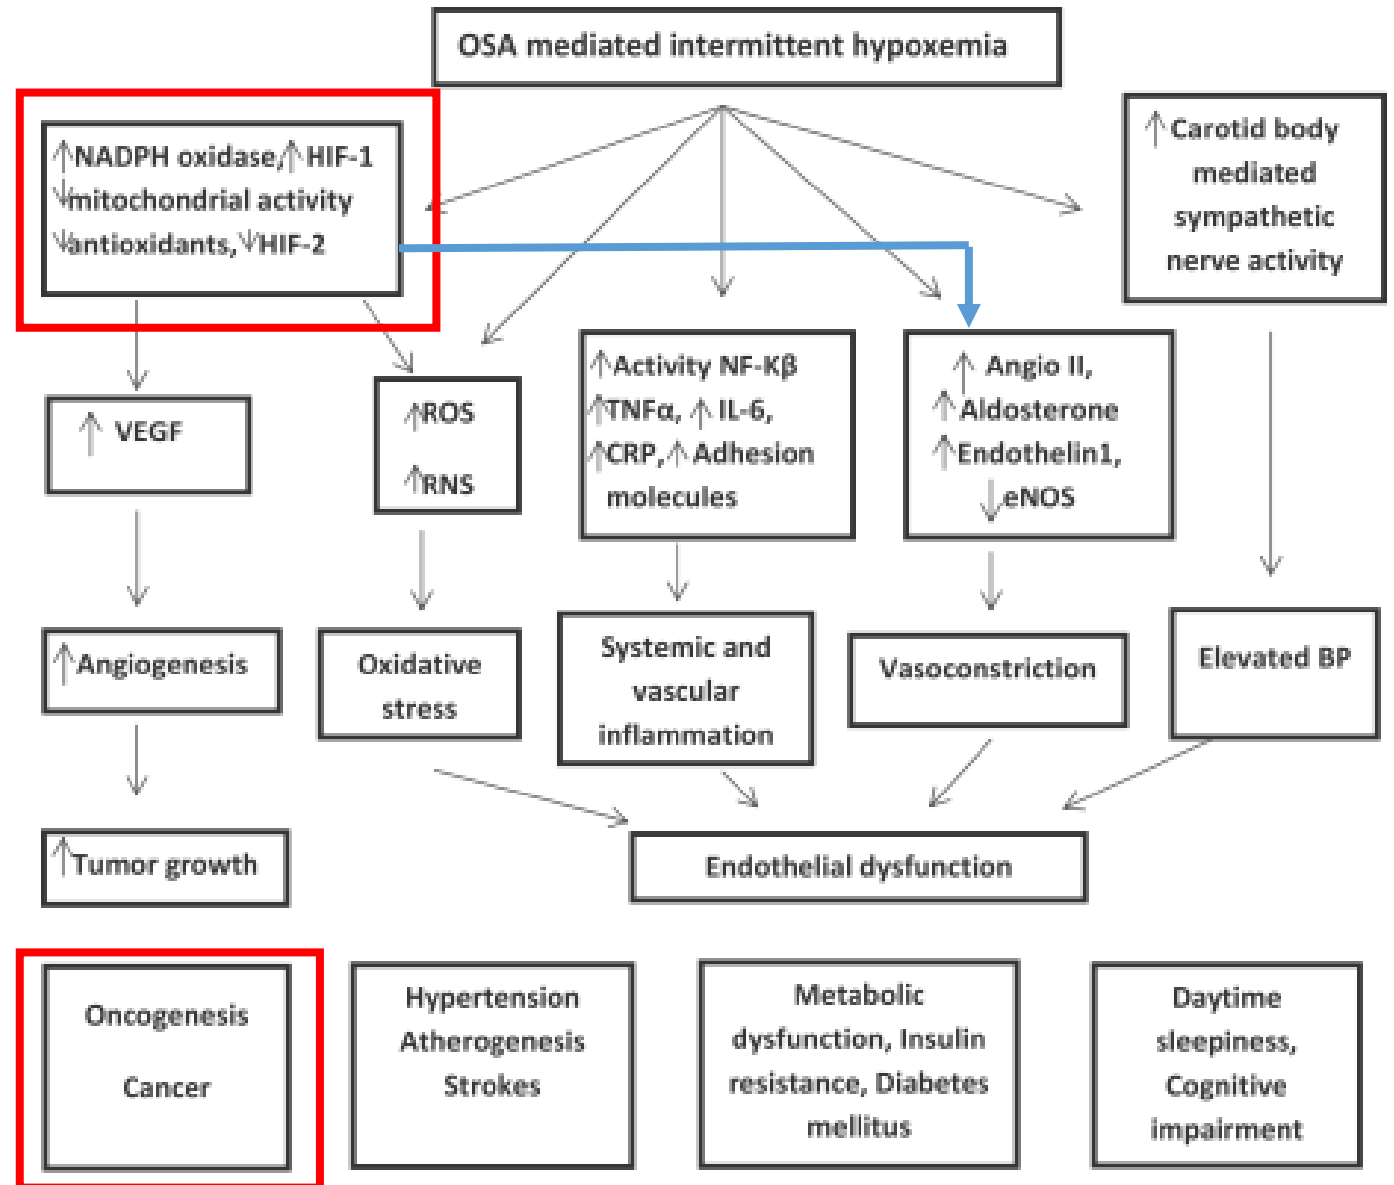 OSA mediated intermittent hypoxemia
↑NADPH oxidase,↑HIF-1
↓mitochondrial activity
↓antioxidants,↓HIF-2
↑Carotid body
mediated
sympathetic
nerve activity
↑ VEGF
↑ROS
↑RNS
↑Activity NF-Kβ
↑TNFα, ↑ IL-6,
↑CRP,↑Adhesion
molecules
↑ Angio II,
↑Aldosterone
↑Endothelin1,
↓eNOS
↑Angiogenesis
Oxidative
stress
Systemic and
vascular
inflammation
Vasoconstriction
Elevated BP
↑Tumor growth
Endothelial dysfunction
Oncogenesis
Cancer
Hypertension
Atherogenesis
Strokes
Metabolic
dysfunction, Insulin
resistance, Diabetes
mellitus
Daytime
sleepiness,
Cognitive
impairment